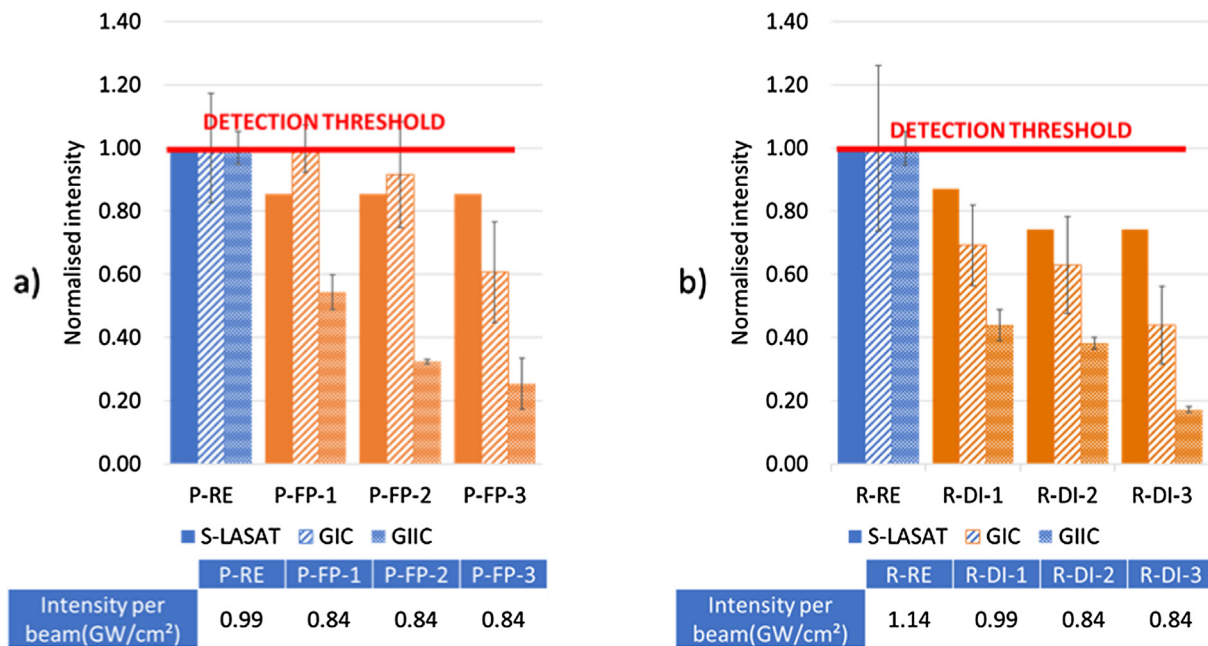 a)
Normalised intensity
1.40
1.20
1.00
0.80
0.60
0.40
0.20
0.00
DETECTION THRESHOLD
P-RE P-FP-1 P-FP-2 P-FP-3
S-LASAT GIC GIIC
P-RE P-FP-1 P-FP-2 P-FP-3
Intensity per
beam(GW/cm²) 0.99 0.84 0.84 0.84
b)
Normalised intensity
1.40
1.20
1.00
0.80
0.60
0.40
0.20
0.00
DETECTION THRESHOLD
R-RE R-DI-1 R-DI-2 R-DI-3
S-LASAT GIC GIIC
R-RE R-DI-1 R-DI-2 R-DI-3
Intensity per
beam(GW/cm²) 1.14 0.99 0.84 0.84